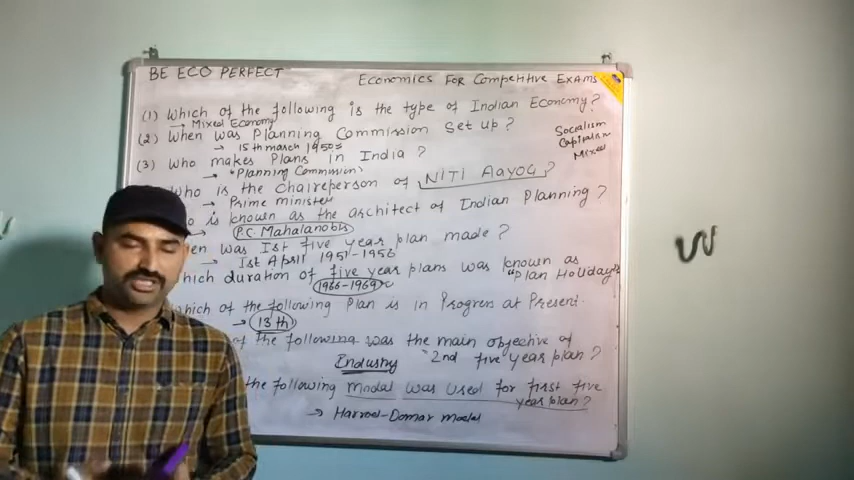 BE ECO PERFECT
ECONOMICS FOR COMPETITIVE EXAMS
(1) Which of the following is the type of Indian Economy?
→ Mixed Economy
(2) When was Planning Commission set up?
→ 15th march 1950
Socialism
Capitalism
Mixed
(3) Who makes Plans in India?
→ "Planning Commission"
Who is the Chaireperson of NITI Aayog?
→ Prime minister
is known as the architect of Indian Planning?
P.C. Mahalanobis
was Ist five year plan made?
→ Ist April 1951-1956
hich duration of five year plans was known as
"Plan Holiday"
1966-1969
which of the following Plan is in Progress at Present.
→ 13th
of the following was the main objective of
2nd five year plan?
Industry
the following modal was used for first five
year plan?
→ Harrod-Domar Model